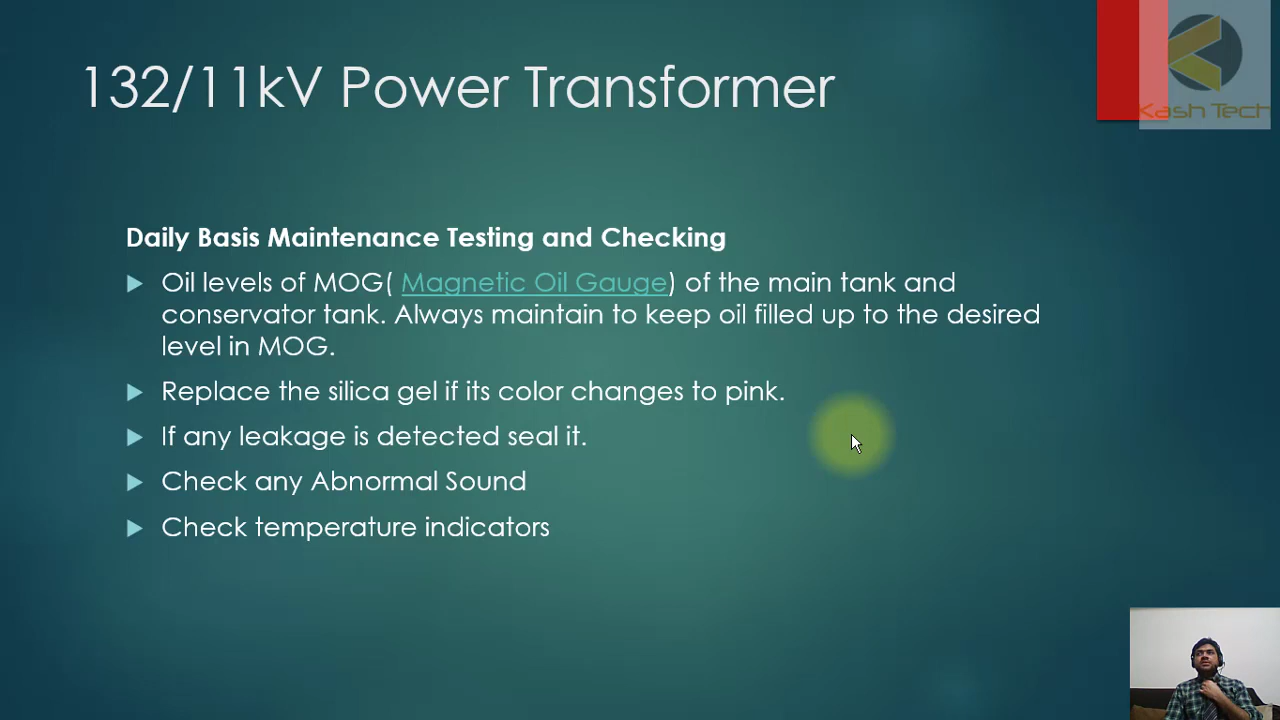 132/11kV Power Transformer
Kash Tech
Daily Basis Maintenance Testing and Checking
Oil levels of MOG( Magnetic Oil Gauge) of the main tank and
conservator tank. Always maintain to keep oil filled up to the desired
level in MOG.
Replace the silica gel if its color changes to pink.
If any leakage is detected seal it.
Check any Abnormal Sound
Check temperature indicators